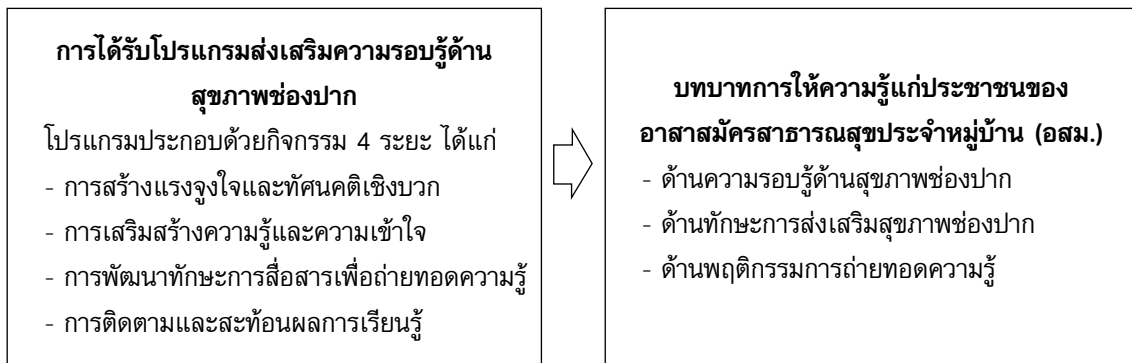 การได้รับโปรแกรมส่งเสริมความรอบรู้ด้าน
สุขภาพช่องปาก
โปรแกรมประกอบด้วยกิจกรรม 4 ระยะ ได้แก่
- การสร้างแรงจูงใจและทัศนคติเชิงบวก
- การเสริมสร้างความรู้และความเข้าใจ
- การพัฒนาทักษะการสื่อสารเพื่อถ่ายทอดความรู้
- การติดตามและสะท้อนผลการเรียนรู้
บทบาทการให้ความรู้แก่ประชาชนของ
อาสาสมัครสาธารณสุขประจำหมู่บ้าน (อสม.)
- ด้านความรอบรู้ด้านสุขภาพช่องปาก
- ด้านทักษะการส่งเสริมสุขภาพช่องปาก
- ด้านพฤติกรรมการถ่ายทอดความรู้